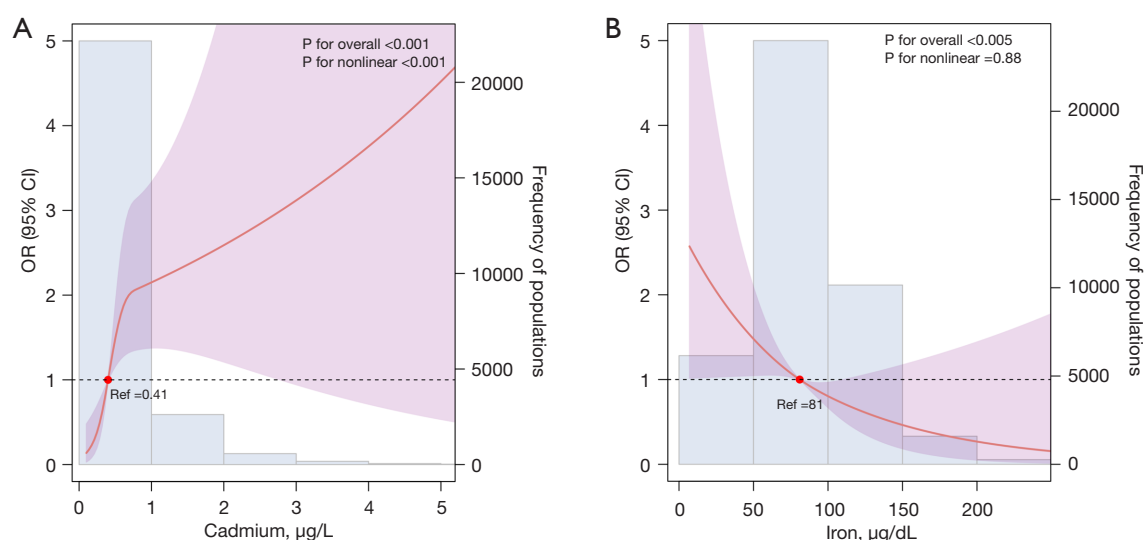 A
P for overall <0.001
P for nonlinear <0.001
OR (95% CI)
5
4
3
2
1
0
20000
15000
10000
5000
0
Frequency of populations
Ref =0.41
0 1 2 3 4 5
Cadmium, µg/L
B
P for overall <0.005
P for nonlinear =0.88
OR (95% CI)
5
4
3
2
1
0
20000
15000
10000
5000
0
Frequency of populations
Ref =81
0 50 100 150 200
Iron, µg/dL